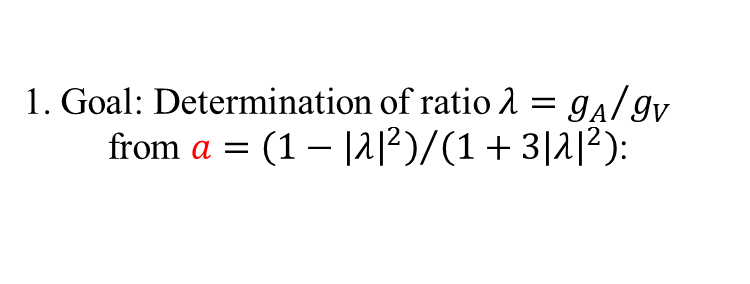 1. Goal: Determination of ratio λ = g_A/g_V
from a = (1 − |λ|²)/(1 + 3|λ|²):